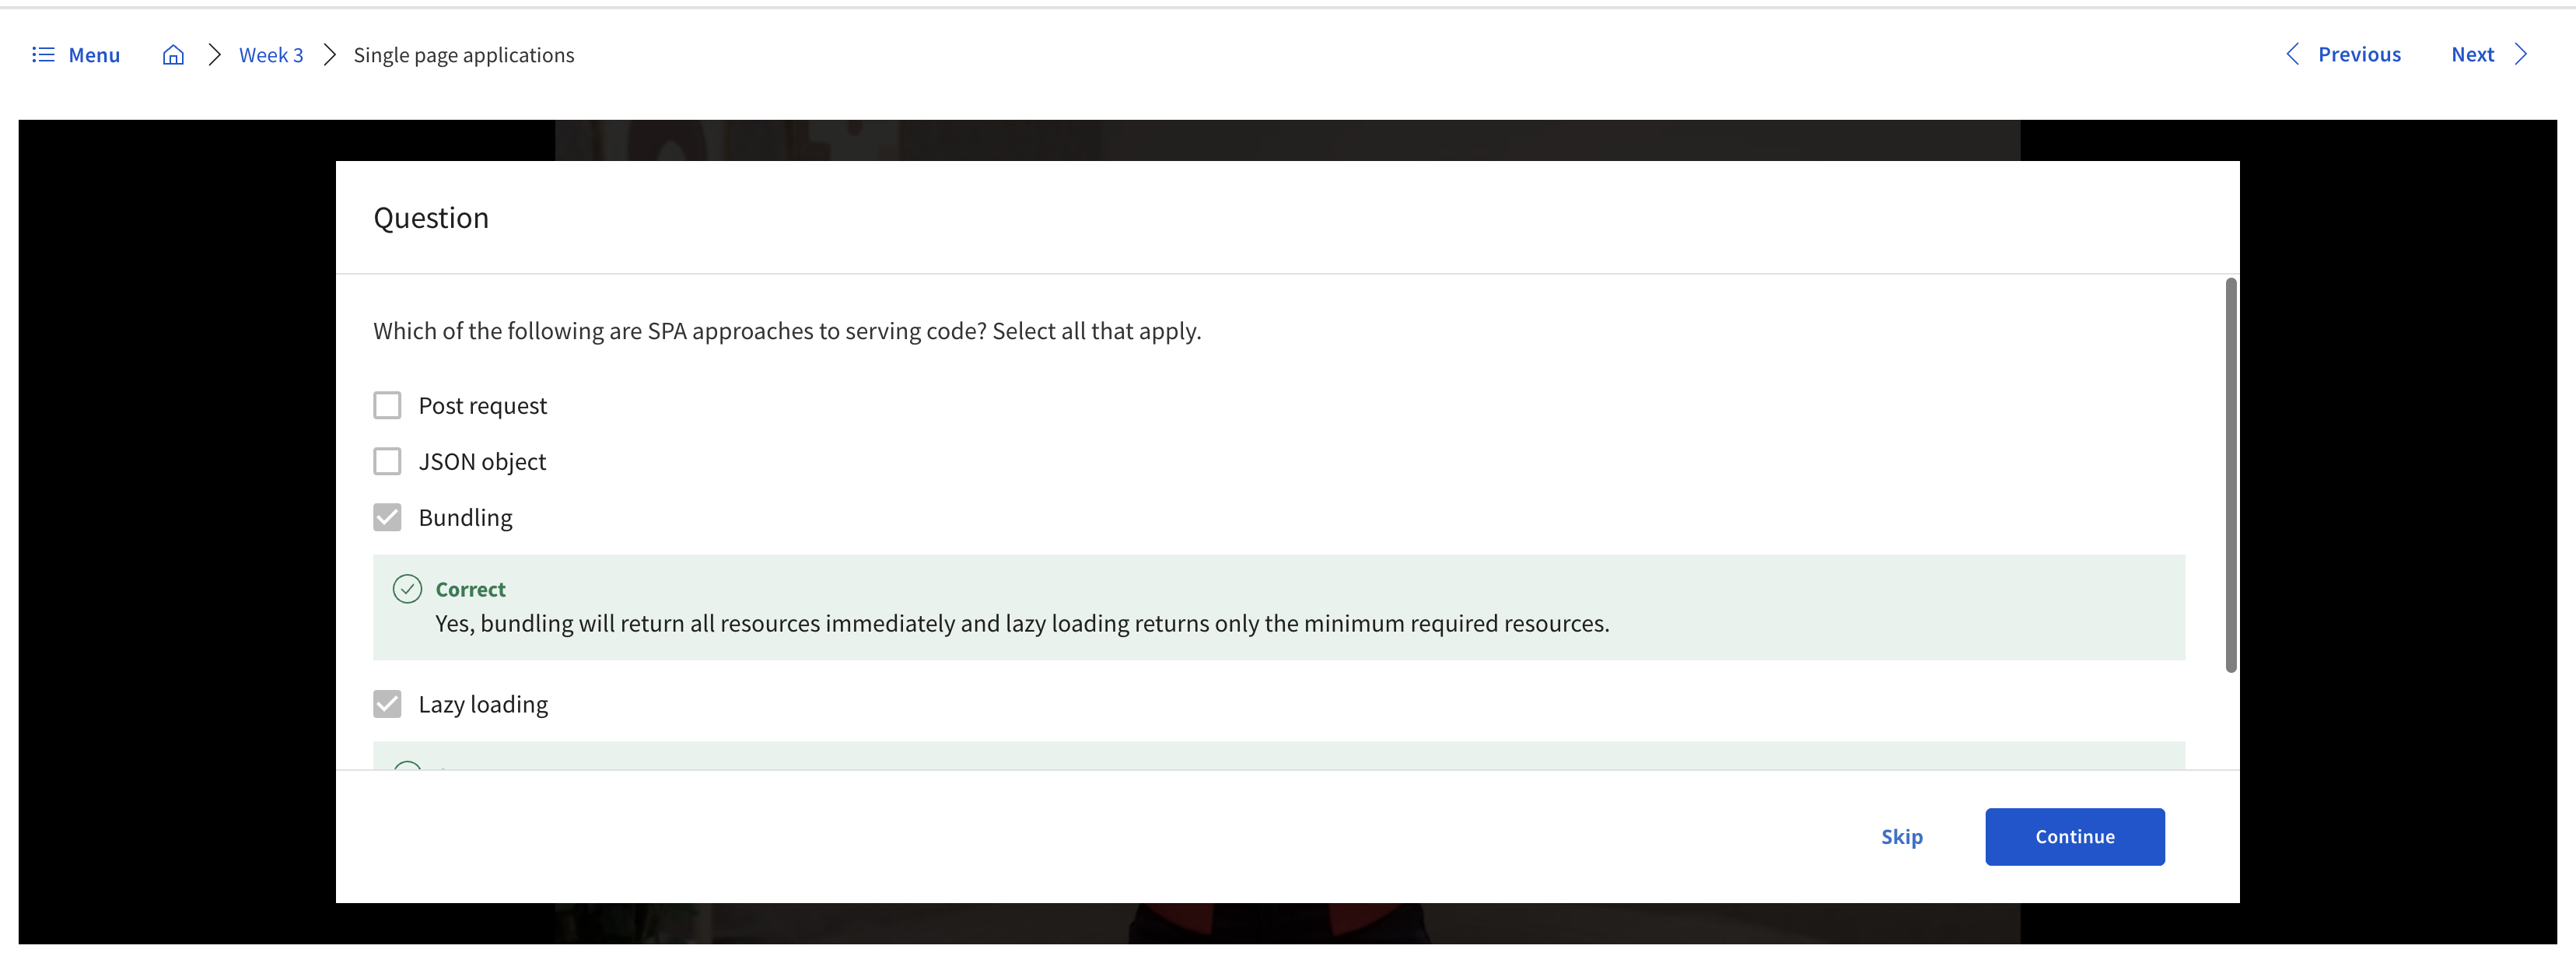 Menu
Week 3
Single page applications
Previous
Next
Question
Which of the following are SPA approaches to serving code? Select all that apply.
Post request
JSON object
Bundling
Correct
Yes, bundling will return all resources immediately and lazy loading returns only the minimum required resources.
Lazy loading
Skip
Continue